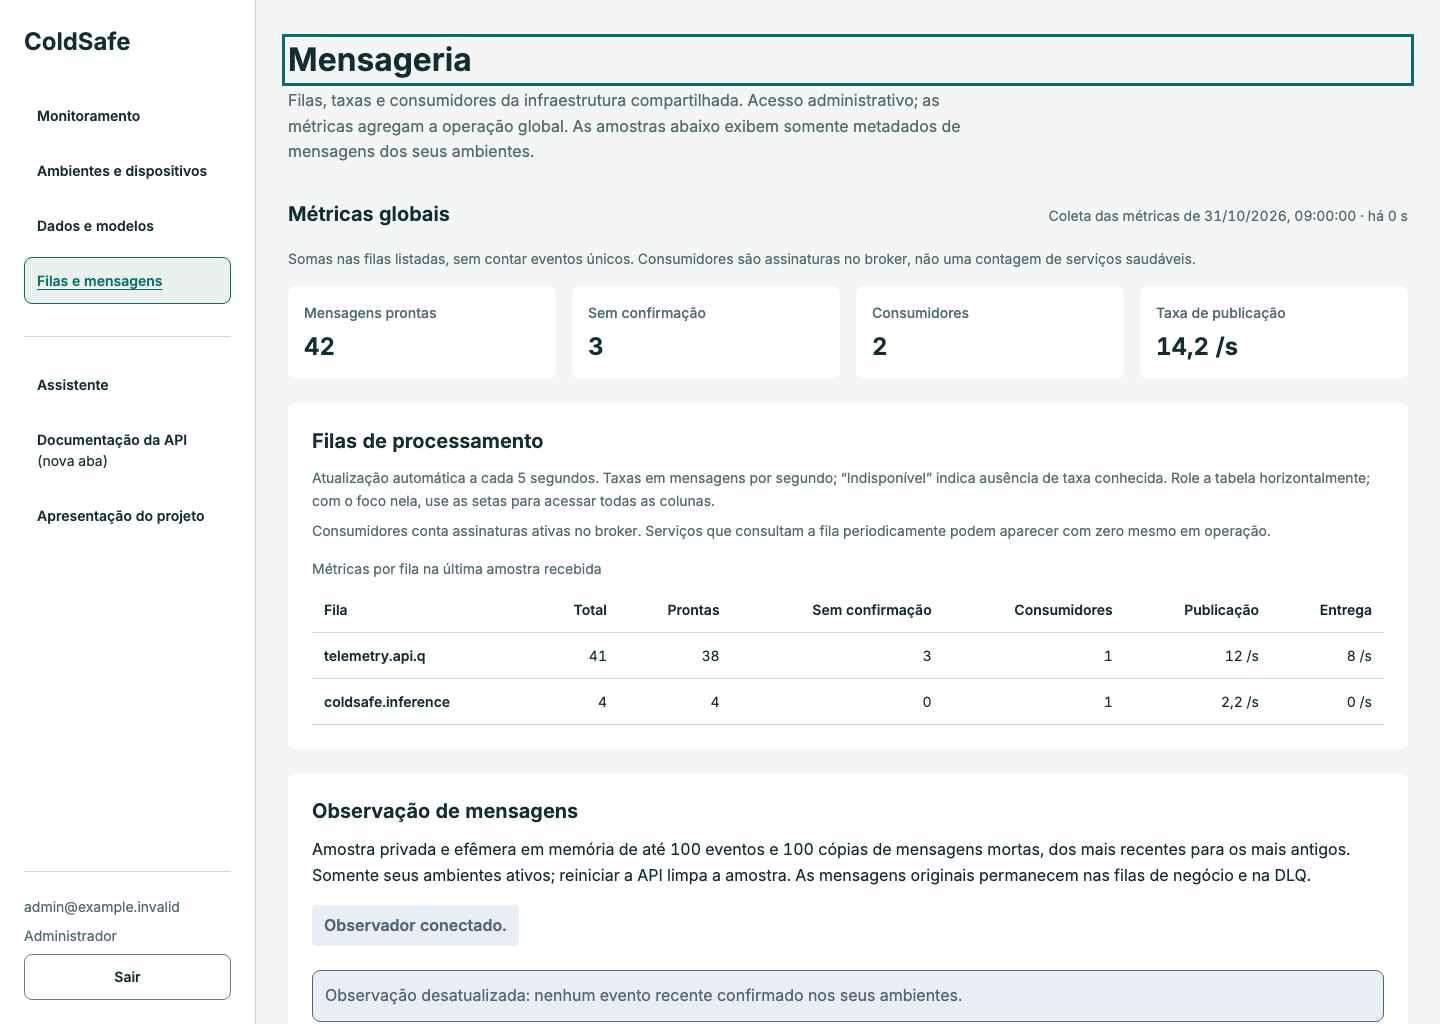 ColdSafe
Monitoramento
Ambientes e dispositivos
Dados e modelos
Filas e mensagens
Assistente
Documentação da API
(nova aba)
Apresentação do projeto
admin@example.invalid
Administrador
Sair
Mensageria
Filas, taxas e consumidores da infraestrutura compartilhada. Acesso administrativo; as
métricas agregam a operação global. As amostras abaixo exibem somente metadados de
mensagens dos seus ambientes.
Métricas globais
Coleta das métricas de 31/10/2026, 09:00:00 · há 0 s
Somas nas filas listadas, sem contar eventos únicos. Consumidores são assinaturas no broker, não uma contagem de serviços saudáveis.
Mensagens prontas
42
Sem confirmação
3
Consumidores
2
Taxa de publicação
14,2 /s
Filas de processamento
Atualização automática a cada 5 segundos. Taxas em mensagens por segundo; “Indisponível” indica ausência de taxa conhecida. Role a tabela horizontalmente;
com o foco nela, use as setas para acessar todas as colunas.
Consumidores conta assinaturas ativas no broker. Serviços que consultam a fila periodicamente podem aparecer com zero mesmo em operação.
Métricas por fila na última amostra recebida
Fila Total Prontas Sem confirmação Consumidores Publicação Entrega
telemetry.api.q 41 38 3 1 12 /s 8 /s
coldsafe.inference 4 4 0 1 2,2 /s 0 /s
Observação de mensagens
Amostra privada e efêmera em memória de até 100 eventos e 100 cópias de mensagens mortas, dos mais recentes para os mais antigos.
Somente seus ambientes ativos; reiniciar a API limpa a amostra. As mensagens originais permanecem nas filas de negócio e na DLQ.
Observador conectado.
Observação desatualizada: nenhum evento recente confirmado nos seus ambientes.